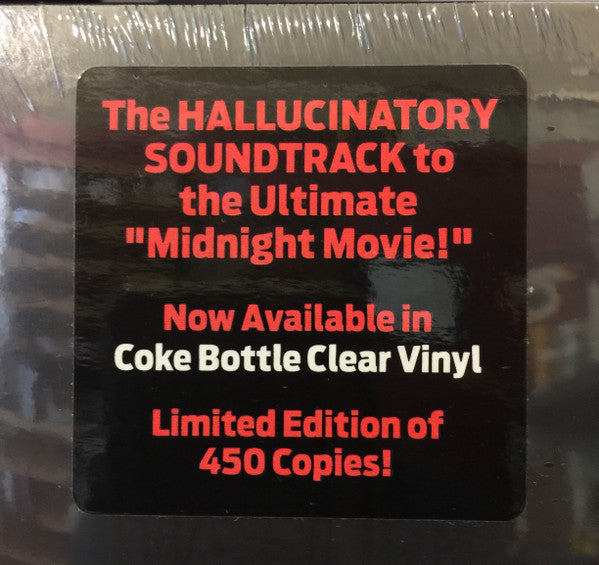 The HALLUCINATORY
SOUNDTRACK to
the Ultimate
"Midnight Movie!"
Now Available in
Coke Bottle Clear Vinyl
Limited Edition of
450 Copies!